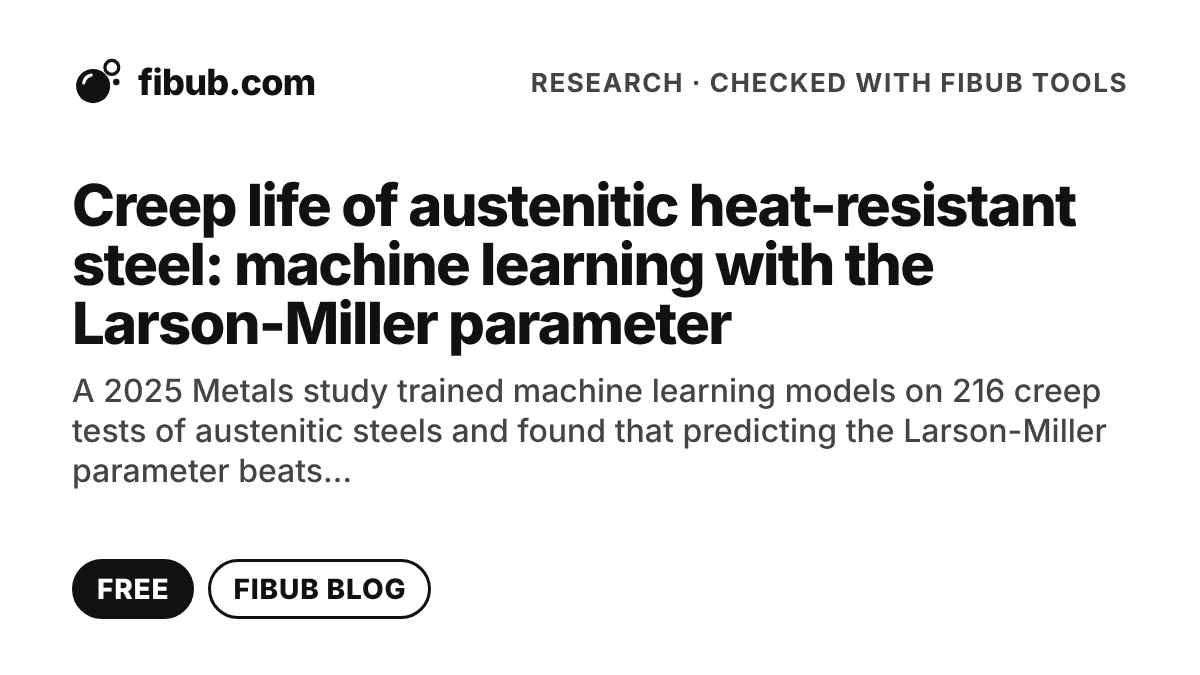 fibub.com
RESEARCH · CHECKED WITH FIBUB TOOLS
Creep life of austenitic heat-resistant
steel: machine learning with the
Larson-Miller parameter
A 2025 Metals study trained machine learning models on 216 creep
tests of austenitic steels and found that predicting the Larson-Miller
parameter beats…
FREE
FIBUB BLOG